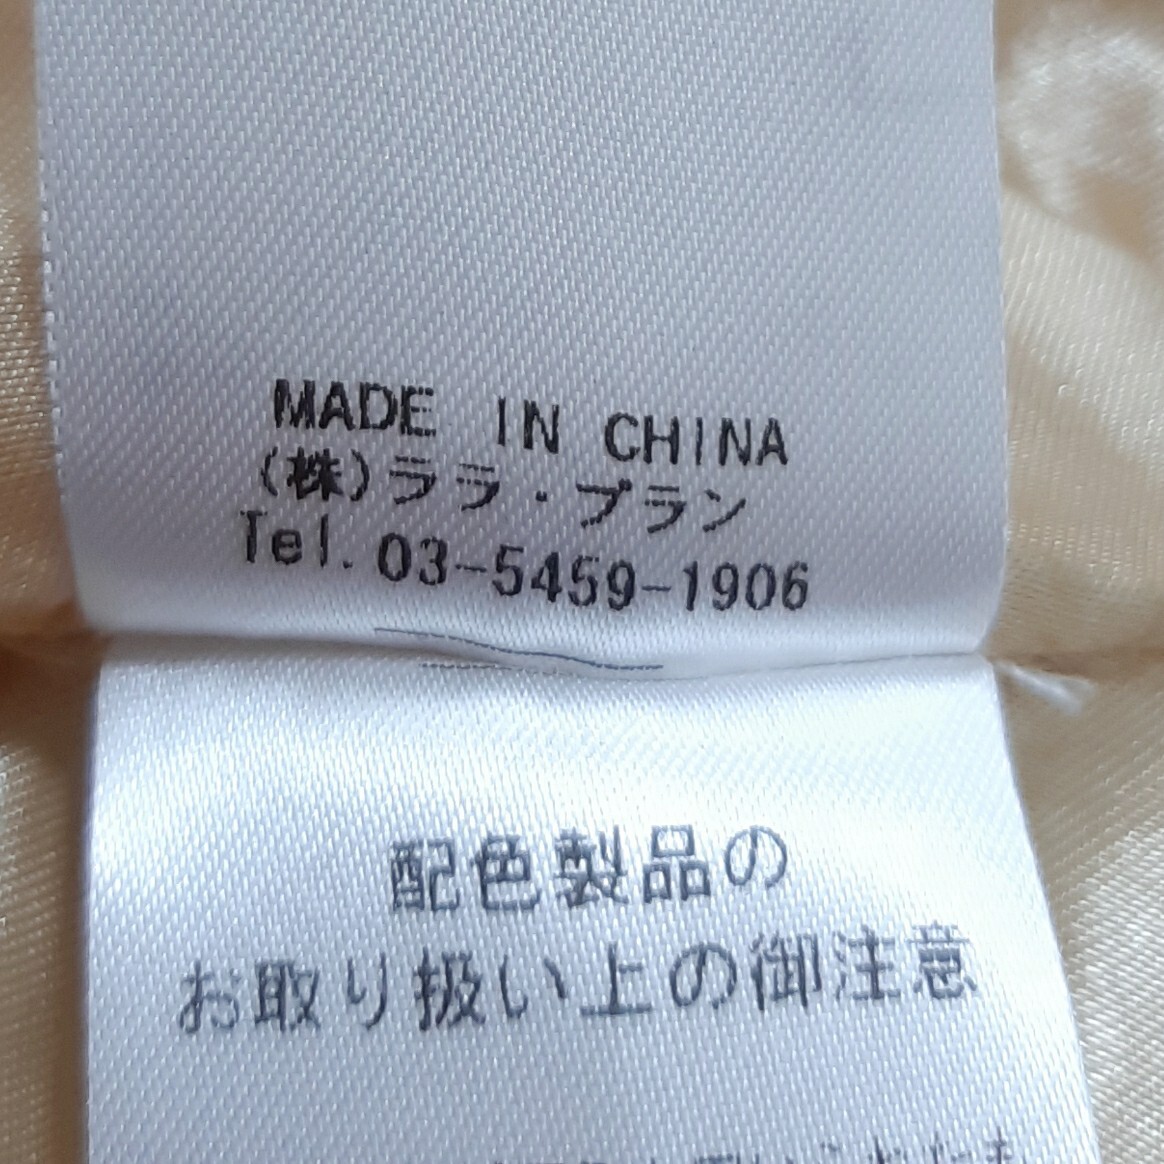 MADE IN CHINA
(株)ララ・プラン
Tel. 03-5459-1906
配色製品の
お取り扱い上の御注意